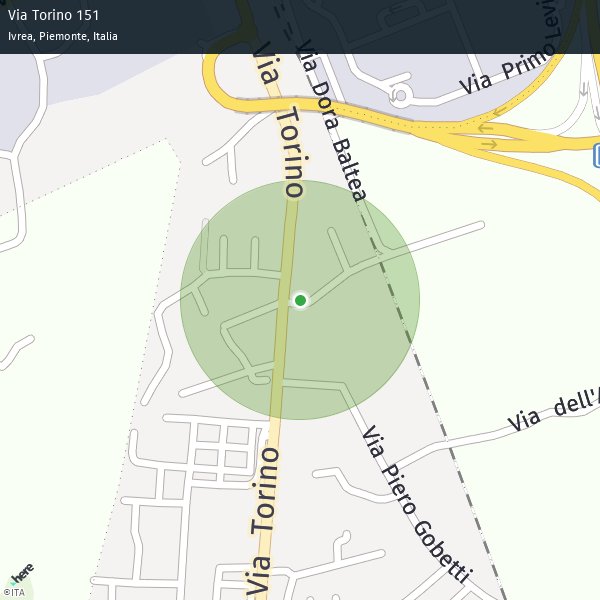 Via Torino 151
Ivrea, Piemonte, Italia
Via Torino
Via Dora Baltea
Via Primo Levi
Via dell'A
Via Piero Gobetti
Via Torino
here
©ITA